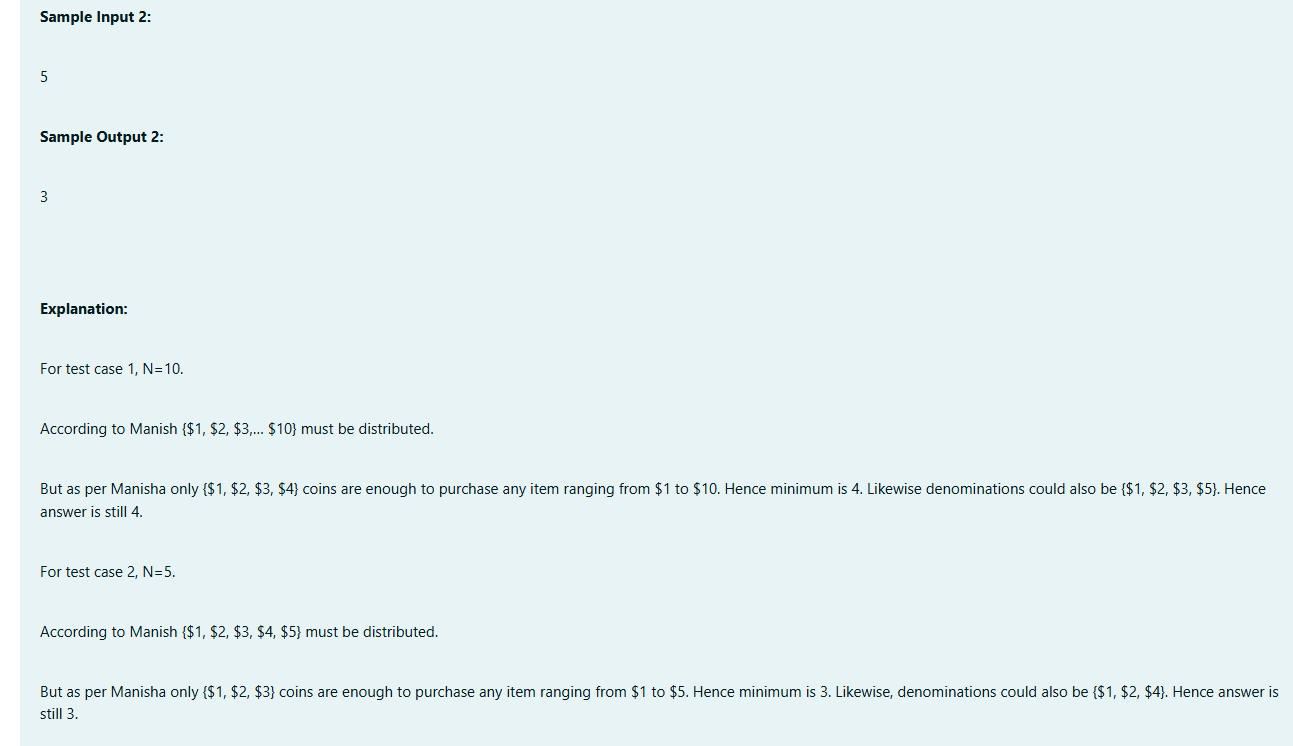 Sample Input 2:
5
Sample Output 2:
3
Explanation:
For test case 1, N=10.
According to Manish {$1, $2, $3,... $10} must be distributed.
But as per Manisha only {$1, $2, $3, $4} coins are enough to purchase any item ranging from $1 to $10. Hence minimum is 4. Likewise denominations could also be {$1, $2, $3, $5}. Hence
answer is still 4.
For test case 2, N=5.
According to Manish {$1, $2, $3, $4, $5} must be distributed.
But as per Manisha only {$1, $2, $3} coins are enough to purchase any item ranging from $1 to $5. Hence minimum is 3. Likewise, denominations could also be {$1, $2, $4}. Hence answer is
still 3.